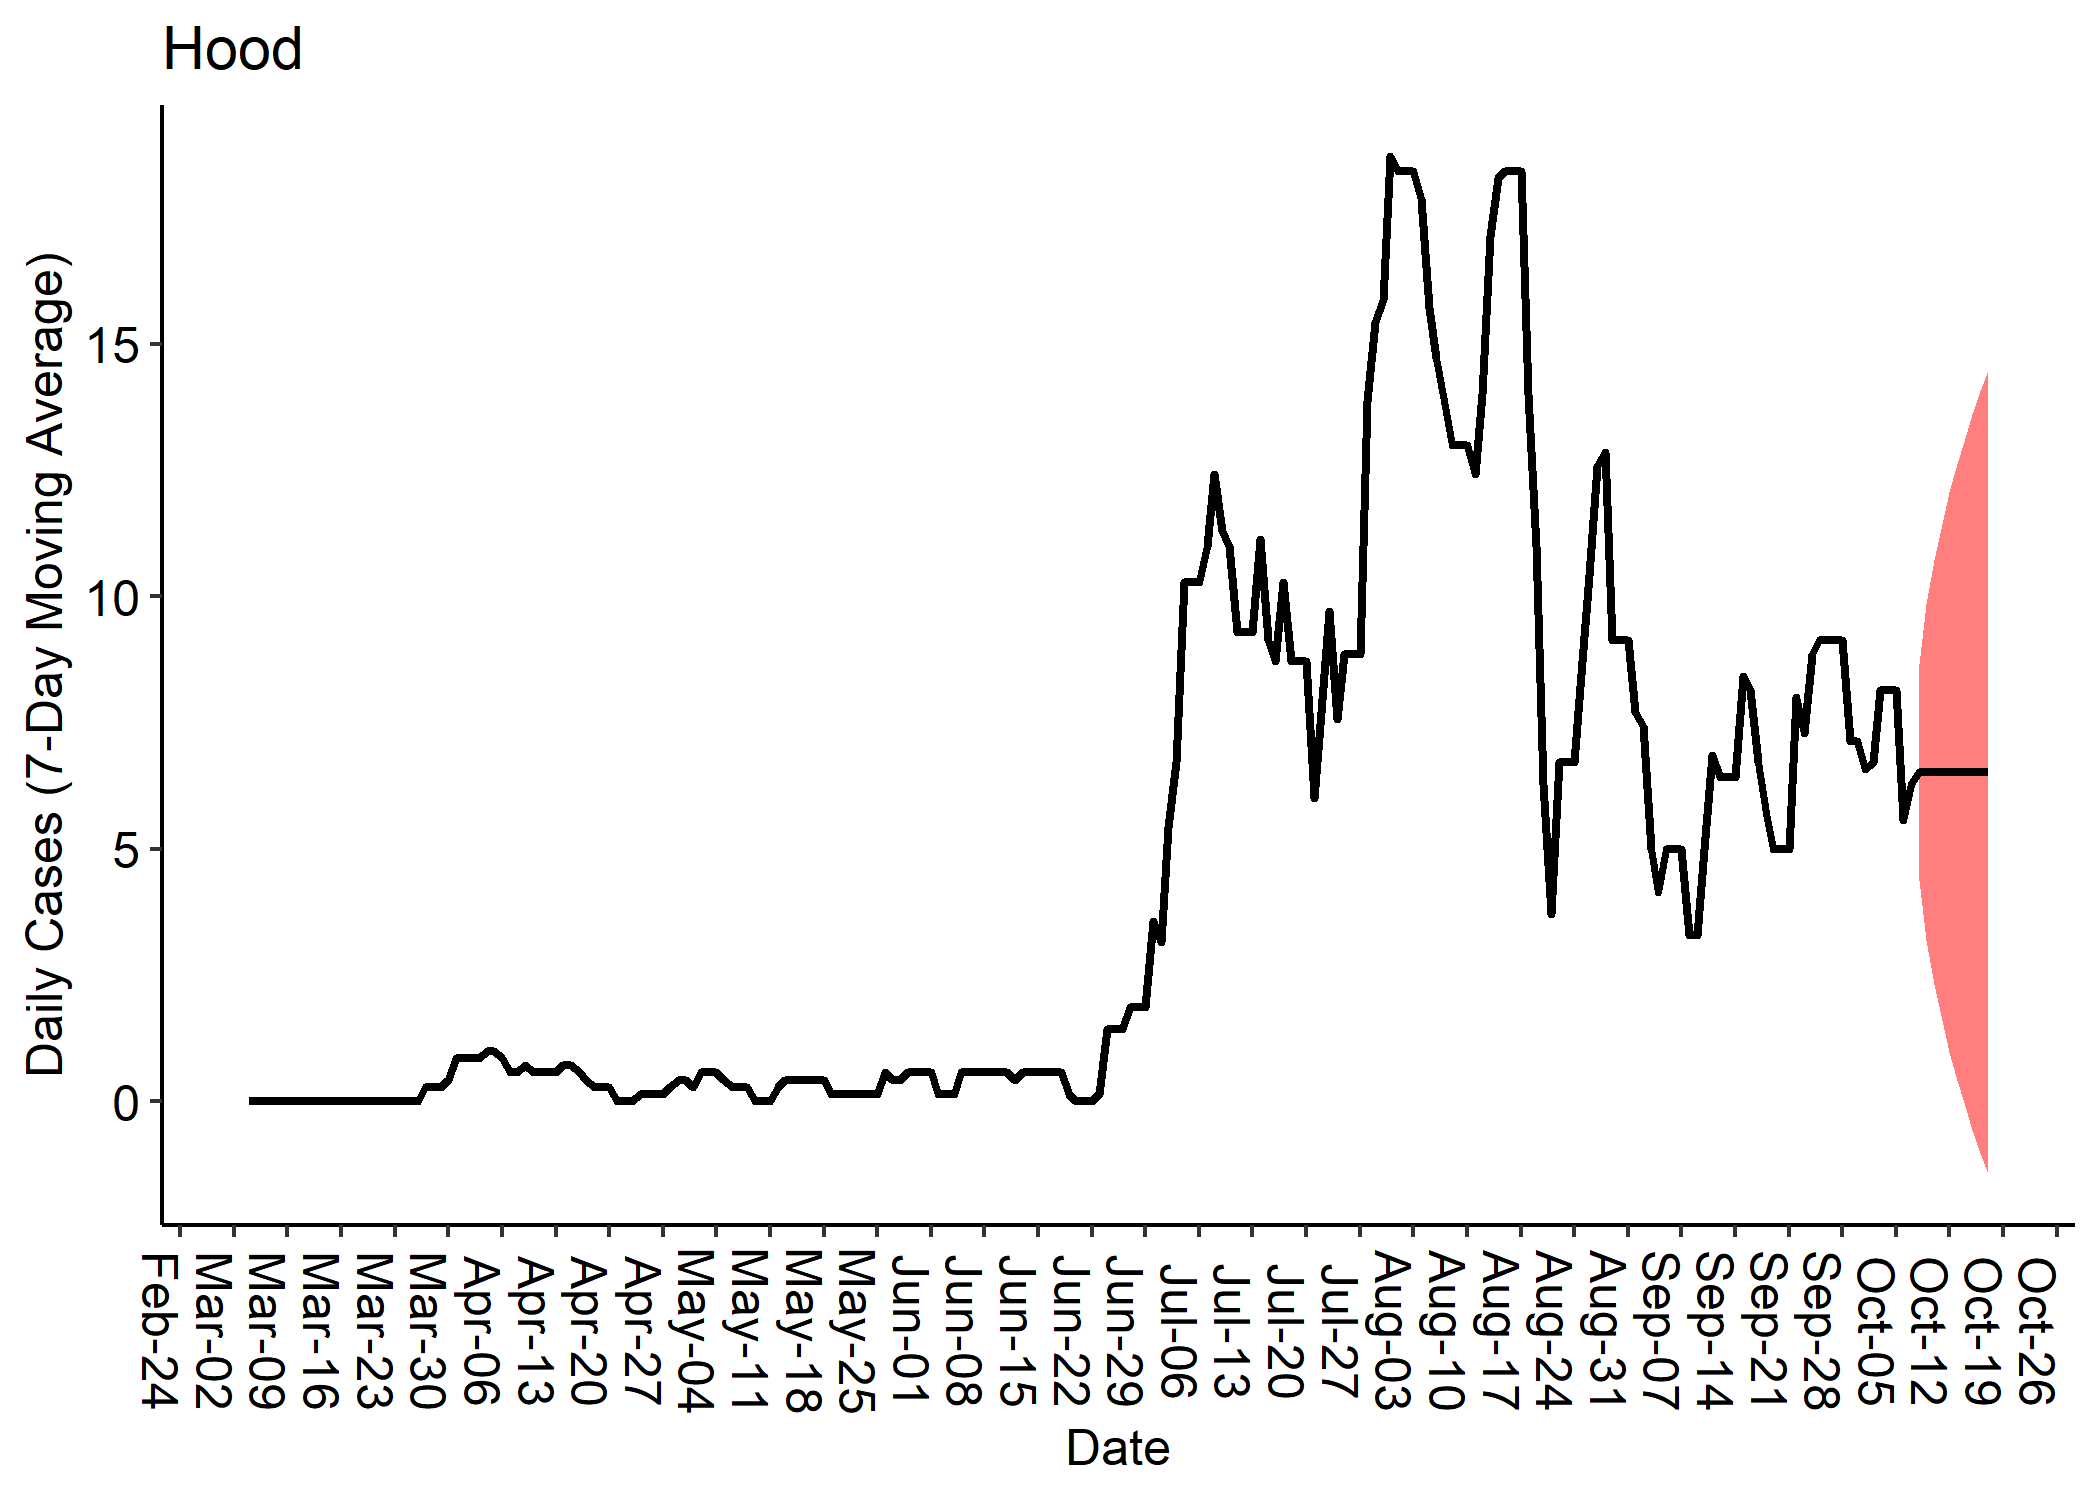 Hood
Daily Cases (7-Day Moving Average)
15
10
5
0
Feb-24
Mar-02
Mar-09
Mar-16
Mar-23
Mar-30
Apr-06
Apr-13
Apr-20
Apr-27
May-04
May-11
May-18
May-25
Jun-01
Jun-08
Jun-15
Jun-22
Jun-29
Jul-06
Jul-13
Jul-20
Jul-27
Aug-03
Aug-10
Aug-17
Aug-24
Aug-31
Sep-07
Sep-14
Sep-21
Sep-28
Oct-05
Oct-12
Oct-19
Oct-26
Date